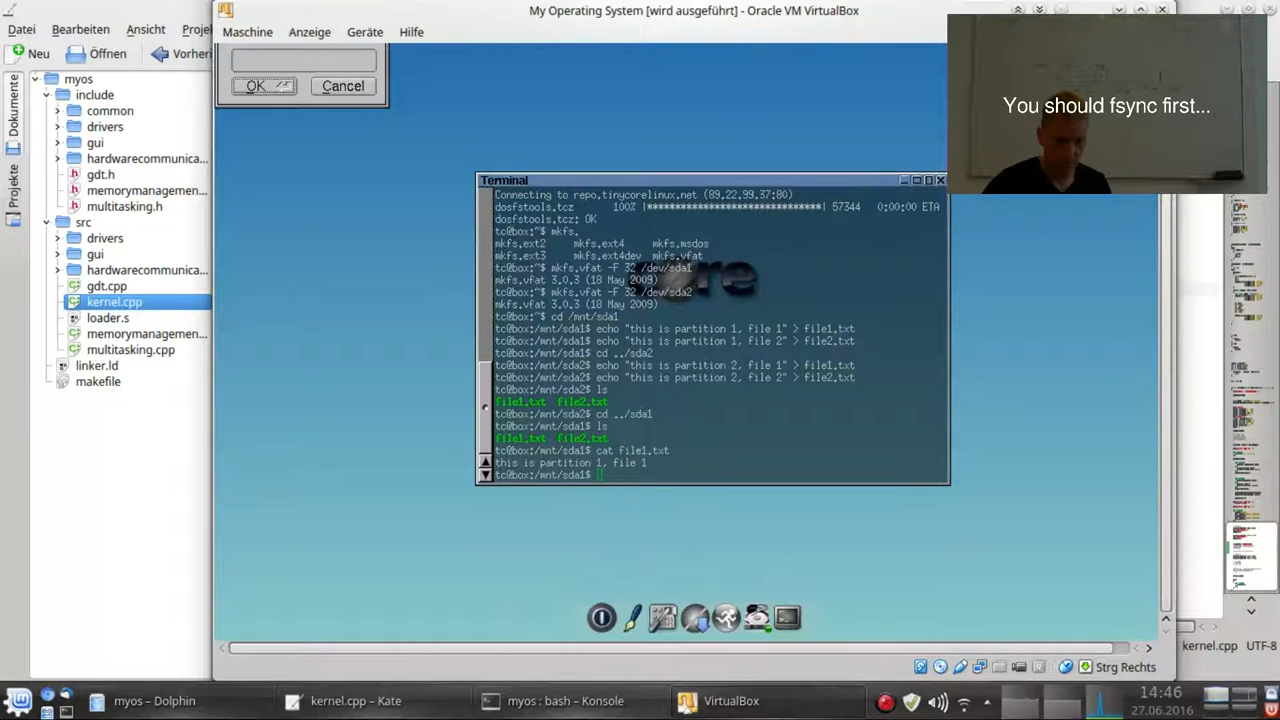 My Operating System [wird ausgeführt] - Oracle VM VirtualBox
Datei Bearbeiten Ansicht Projek
Maschine Anzeige Geräte Hilfe
Neu Öffnen Vorheri
You should fsync first...
OK Cancel
Dokumente
Projekte
myos
include
common
drivers
gui
hardwarecommunica...
gdt.h
memorymanagemen...
multitasking.h
src
drivers
gui
hardwarecommunica...
gdt.cpp
kernel.cpp
loader.s
memorymanagemen...
multitasking.cpp
linker.ld
makefile
Terminal
Connecting to repo.tinycorelinux.net (89.22.99.37:80)
dosfstools.tcz 100% |*****************************| 57344 0:00:00 ETA
dosfstools.tcz: OK
tc@box:~$ mkfs.
mkfs.ext2 mkfs.ext4 mkfs.msdos
mkfs.ext3 mkfs.ext4dev mkfs.vfat
tc@box:~$ mkfs.vfat -F 32 /dev/sda1
mkfs.vfat 3.0.3 (18 May 2009)
tc@box:~$ mkfs.vfat -F 32 /dev/sda2
mkfs.vfat 3.0.3 (18 May 2009)
tc@box:~$ cd /mnt/sda1
tc@box:/mnt/sda1$ echo "this is partition 1, file 1" > file1.txt
tc@box:/mnt/sda1$ echo "this is partition 1, file 2" > file2.txt
tc@box:/mnt/sda1$ cd ../sda2
tc@box:/mnt/sda2$ echo "this is partition 2, file 1" > file1.txt
tc@box:/mnt/sda2$ echo "this is partition 2, file 2" > file2.txt
tc@box:/mnt/sda2$ ls
file1.txt file2.txt
tc@box:/mnt/sda2$ cd ../sda1
tc@box:/mnt/sda1$ ls
file1.txt file2.txt
tc@box:/mnt/sda1$ cat file1.txt
this is partition 1, file 1
tc@box:/mnt/sda1$
kernel.cpp UTF-8
Strg Rechts
myos – Dolphin
kernel.cpp – Kate
myos : bash – Konsole
VirtualBox
14:46
27.06.2016